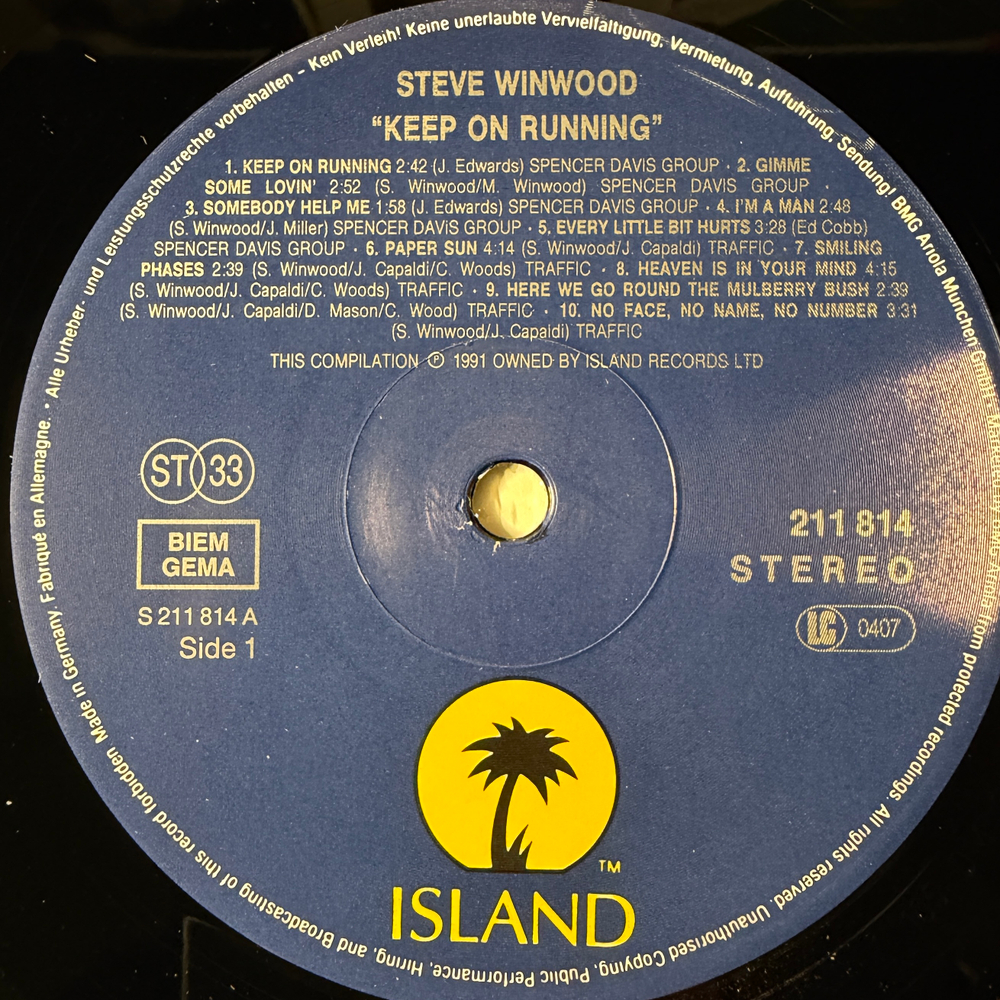 STEVE WINWOOD
“KEEP ON RUNNING”
1. KEEP ON RUNNING 2:42 (J. Edwards) SPENCER DAVIS GROUP · 2. GIMME
SOME LOVIN' 2:52 (S. Winwood/M. Winwood) SPENCER DAVIS GROUP ·
3. SOMEBODY HELP ME 1:58 (J. Edwards) SPENCER DAVIS GROUP · 4. I'M A MAN 2:48
(S. Winwood/J. Miller) SPENCER DAVIS GROUP · 5. EVERY LITTLE BIT HURTS 3:28 (Ed Cobb)
SPENCER DAVIS GROUP · 6. PAPER SUN 4:14 (S. Winwood/J. Capaldi) TRAFFIC · 7. SMILING
PHASES 2:39 (S. Winwood/J. Capaldi/C. Woods) TRAFFIC · 8. HEAVEN IS IN YOUR MIND 4:15
(S. Winwood/J. Capaldi/C. Woods) TRAFFIC · 9. HERE WE GO ROUND THE MULBERRY BUSH 2:39
(S. Winwood/J. Capaldi/D. Mason/C. Wood) TRAFFIC · 10. NO FACE, NO NAME, NO NUMBER 3:31
(S. Winwood/J. Capaldi) TRAFFIC
THIS COMPILATION ℗ 1991 OWNED BY ISLAND RECORDS LTD
ST 33
BIEM
GEMA
S 211 814 A
Side 1
211 814
STEREO
LC 0407
TM
ISLAND
Alle Urheber- und Leistungsschutzrechte vorbehalten – Kein Verleih! Keine unerlaubte Vervielfältigung, Vermietung, Aufführung, Sendung! BMG Ariola München GmbH. Ariola from protected recordings. All rights reserved. Unauthorised Copying, Public Performance, Hiring, and Broadcasting of this record forbidden. Made in Germany. Fabriqué en Allemagne. •